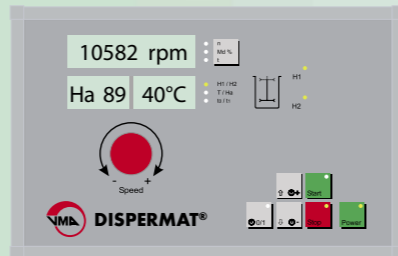 10582 rpm
n
Md %
t
Ha 89
40°C
H1 / H2
T / Ha
H1
H2
- +
Speed
VMA DISPERMAT®
+
Start
0/1
-
Stop
Power